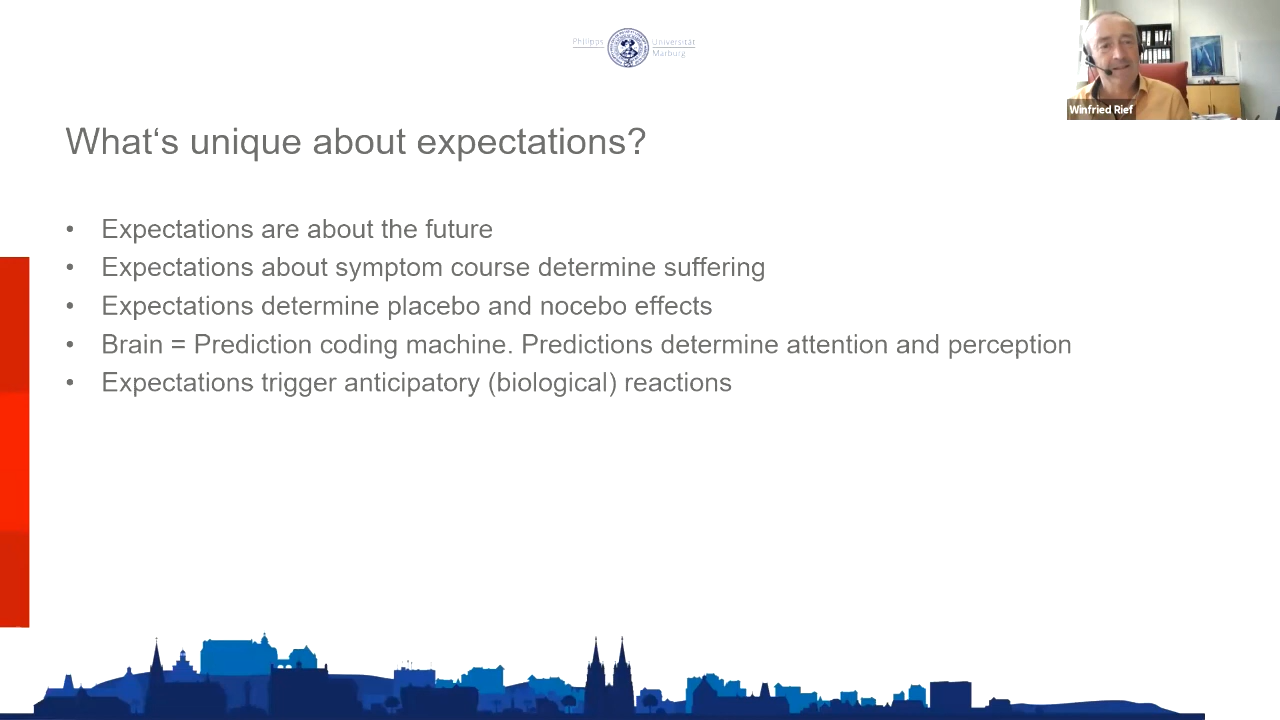 Philipps Universität
Marburg
Winfried Rief
What‘s unique about expectations?
• Expectations are about the future
• Expectations about symptom course determine suffering
• Expectations determine placebo and nocebo effects
• Brain = Prediction coding machine. Predictions determine attention and perception
• Expectations trigger anticipatory (biological) reactions